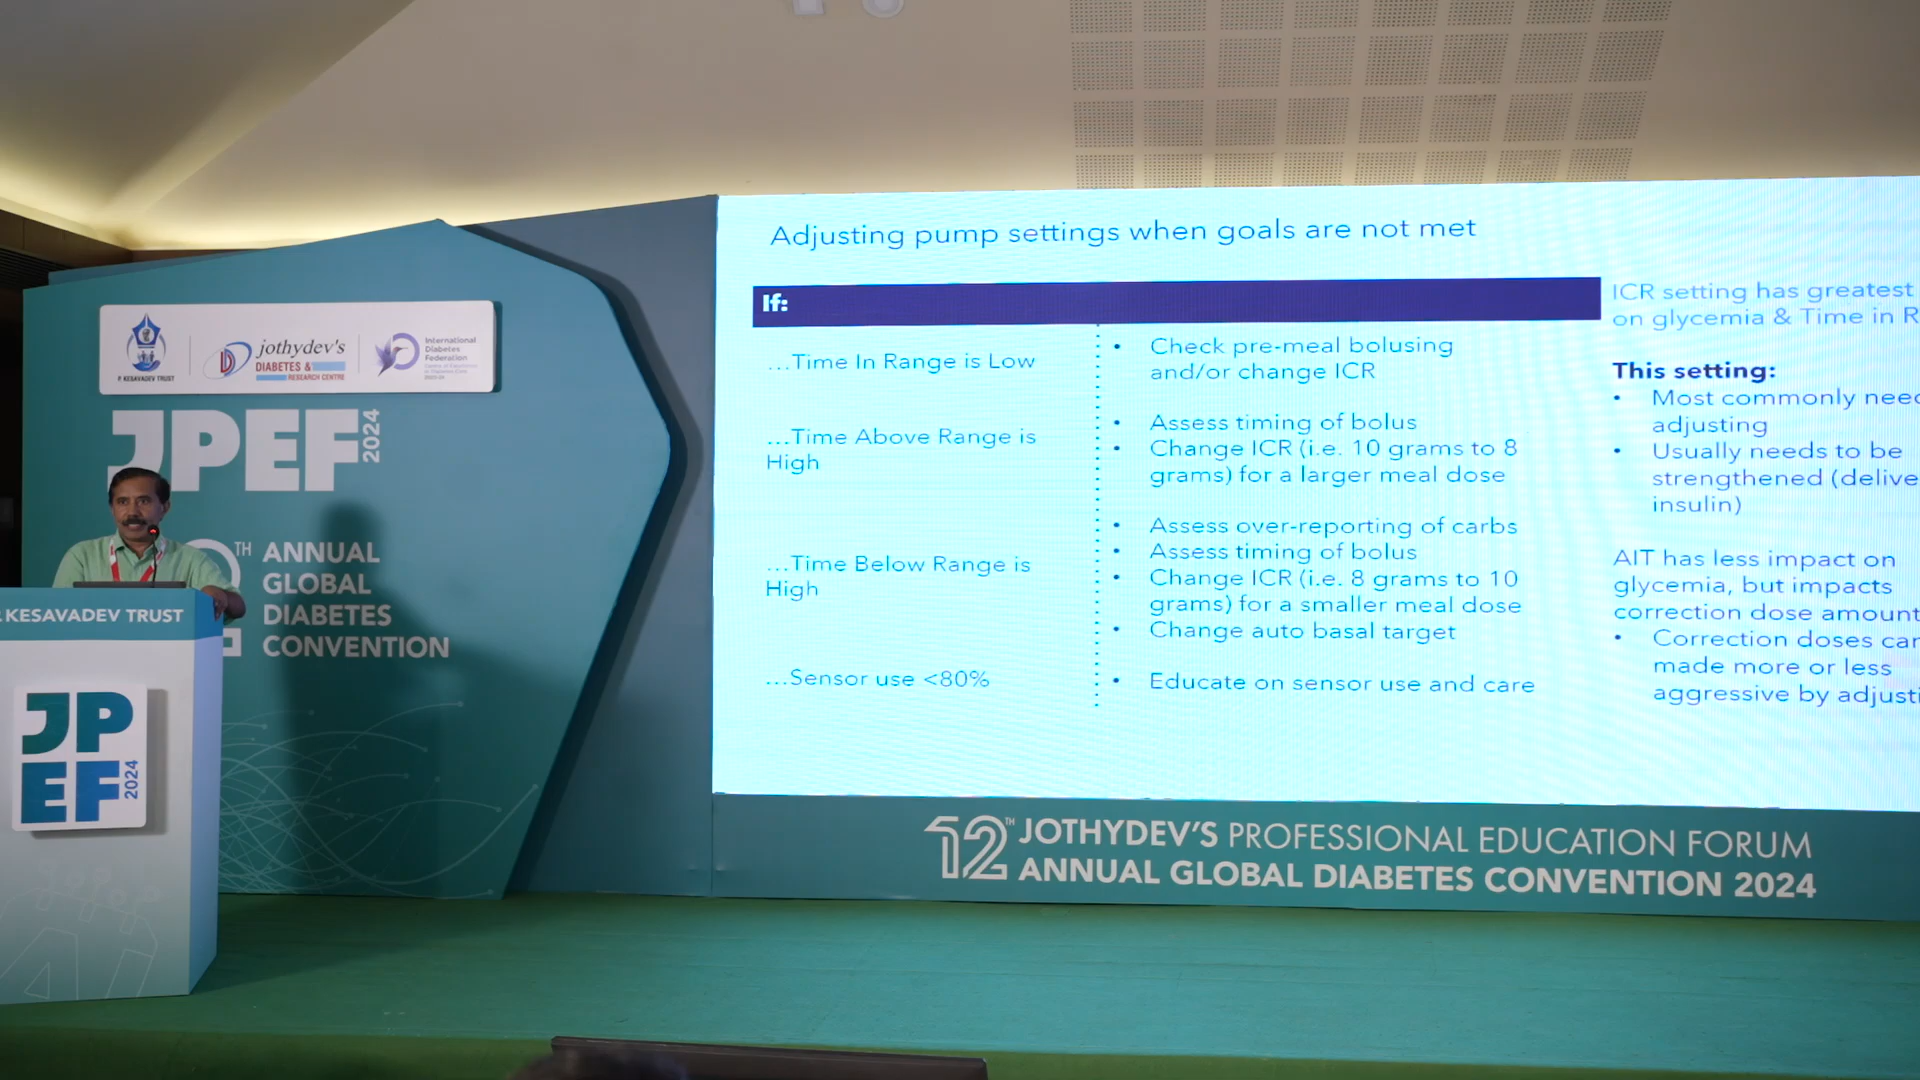 P. KESAVADEV TRUST
jothydev's
DIABETES &
RESEARCH CENTRE
International
Diabetes
Federation
JPEF 2024
TH
ANNUAL
GLOBAL
DIABETES
CONVENTION
KESAVADEV TRUST
JP
EF 2024
Adjusting pump settings when goals are not met
If:
...Time In Range is Low
• Check pre-meal bolusing
and/or change ICR
...Time Above Range is
High
• Assess timing of bolus
• Change ICR (i.e. 10 grams to 8
grams) for a larger meal dose
...Time Below Range is
High
• Assess over-reporting of carbs
• Assess timing of bolus
• Change ICR (i.e. 8 grams to 10
grams) for a smaller meal dose
• Change auto basal target
...Sensor use <80%
• Educate on sensor use and care
ICR setting has greatest
on glycemia & Time in R
This setting:
• Most commonly need
adjusting
• Usually needs to be
strengthened (delive
insulin)
AIT has less impact on
glycemia, but impacts
correction dose amount
• Correction doses can
made more or less
aggressive by adjusti
12TH JOTHYDEV'S PROFESSIONAL EDUCATION FORUM
ANNUAL GLOBAL DIABETES CONVENTION 2024